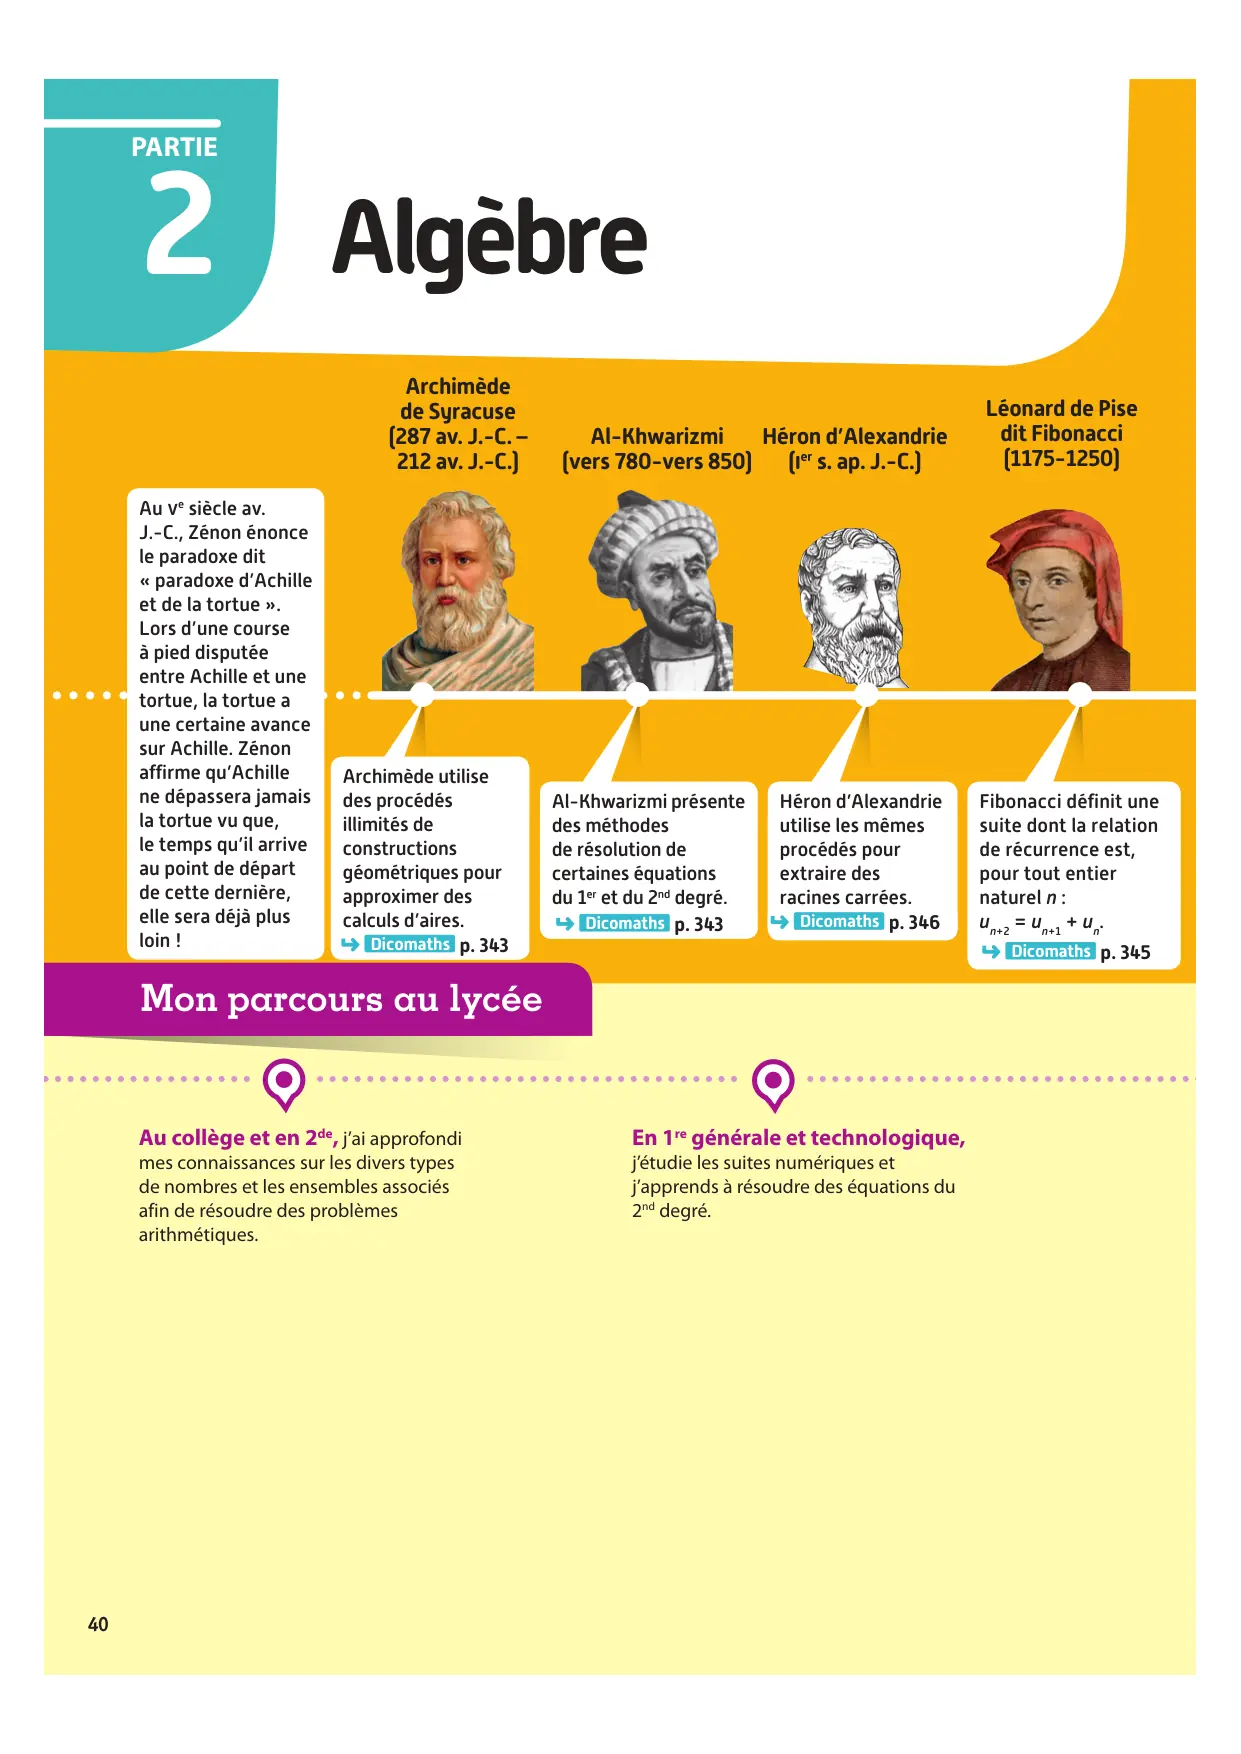 PARTIE
2
Algèbre
Archimède
de Syracuse
(287 av. J.-C. –
212 av. J.-C.)
Al-Khwarizmi
(vers 780-vers 850)
Héron d’Alexandrie
(Ier s. ap. J.-C.)
Léonard de Pise
dit Fibonacci
(1175-1250)
Au Ve siècle av.
J.-C., Zénon énonce
le paradoxe dit
« paradoxe d’Achille
et de la tortue ».
Lors d’une course
à pied disputée
entre Achille et une
tortue, la tortue a
une certaine avance
sur Achille. Zénon
affirme qu’Achille
ne dépassera jamais
la tortue vu que,
le temps qu’il arrive
au point de départ
de cette dernière,
elle sera déjà plus
loin !
Archimède utilise
des procédés
illimités de
constructions
géométriques pour
approximer des
calculs d’aires.
Dicomaths p. 343
Al-Khwarizmi présente
des méthodes
de résolution de
certaines équations
du 1er et du 2nd degré.
Dicomaths p. 343
Héron d’Alexandrie
utilise les mêmes
procédés pour
extraire des
racines carrées.
Dicomaths p. 346
Fibonacci définit une
suite dont la relation
de récurrence est,
pour tout entier
naturel n :
un+2 = un+1 + un.
Dicomaths p. 345
Mon parcours au lycée
Au collège et en 2de, j’ai approfondi
mes connaissances sur les divers types
de nombres et les ensembles associés
afin de résoudre des problèmes
arithmétiques.
En 1re générale et technologique,
j’étudie les suites numériques et
j’apprends à résoudre des équations du
2nd degré.
40